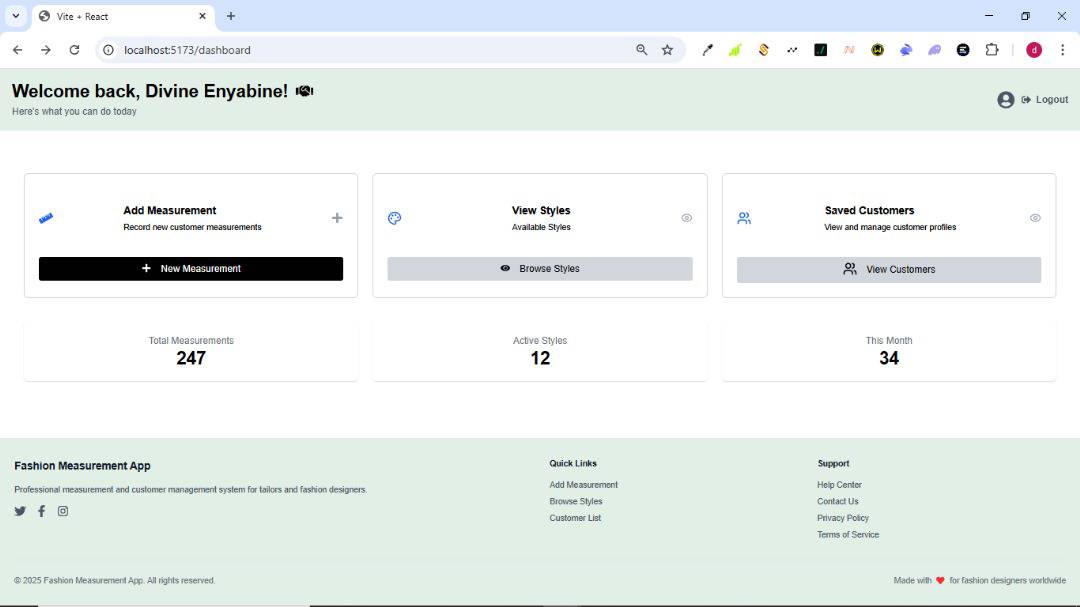 Vite + React
localhost:5173/dashboard
d
Welcome back, Divine Enyabine!
Here's what you can do today
Logout
Add Measurement
Record new customer measurements
New Measurement
View Styles
Available Styles
Browse Styles
Saved Customers
View and manage customer profiles
View Customers
Total Measurements
247
Active Styles
12
This Month
34
Fashion Measurement App
Professional measurement and customer management system for tailors and fashion designers.
Quick Links
Add Measurement
Browse Styles
Customer List
Support
Help Center
Contact Us
Privacy Policy
Terms of Service
© 2025 Fashion Measurement App. All rights reserved.
Made with ❤ for fashion designers worldwide